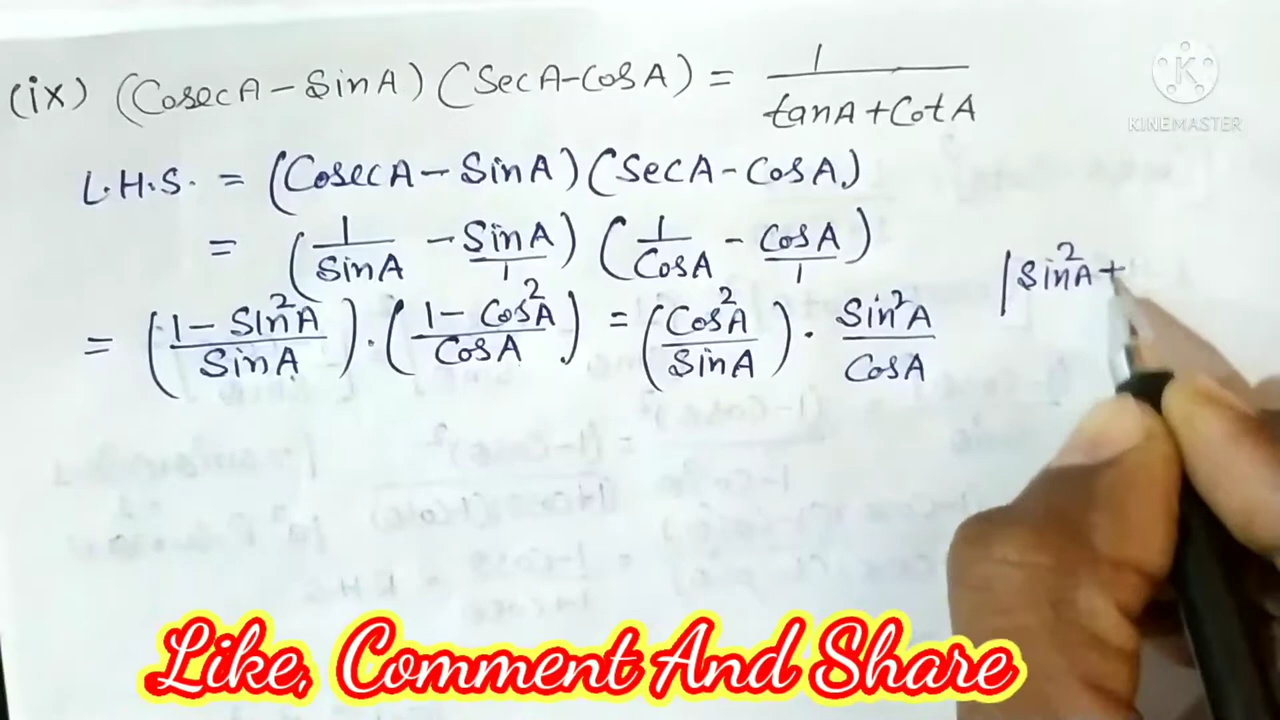 (ix) (CosecA - SinA) (SecA - CosA) = 1/(tanA + CotA)
KINEMASTER
L.H.S. = (CosecA - SinA) (SecA - CosA)
= (1/SinA - SinA/1) (1/CosA - CosA/1)
= ((1 - Sin²A)/SinA) · ((1 - Cos²A)/CosA) = (Cos²A/SinA) · Sin²A/CosA
| Sin²A +
Like, Comment And Share